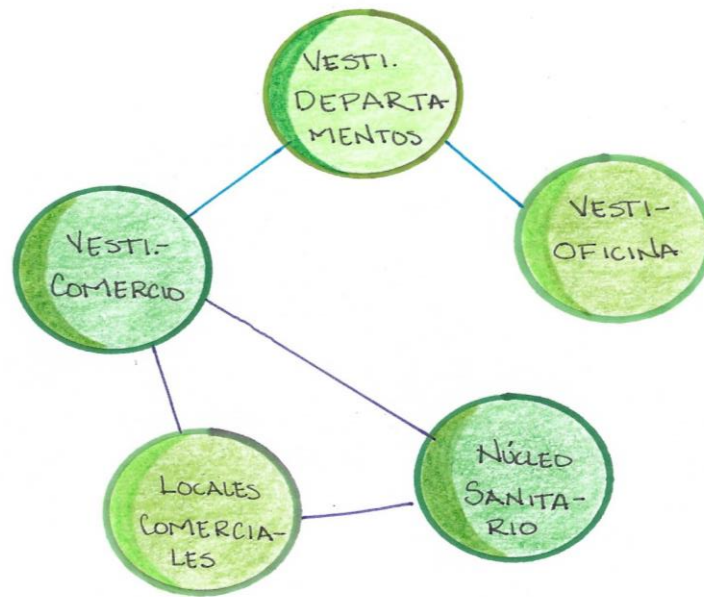 VESTI.
DEPARTA-
MENTOS
VESTI-
OFICINA
VESTI.-
COMERCIO
NÚCLEO
SANITA-
RIO
LOCALES
COMERCIA-
LES